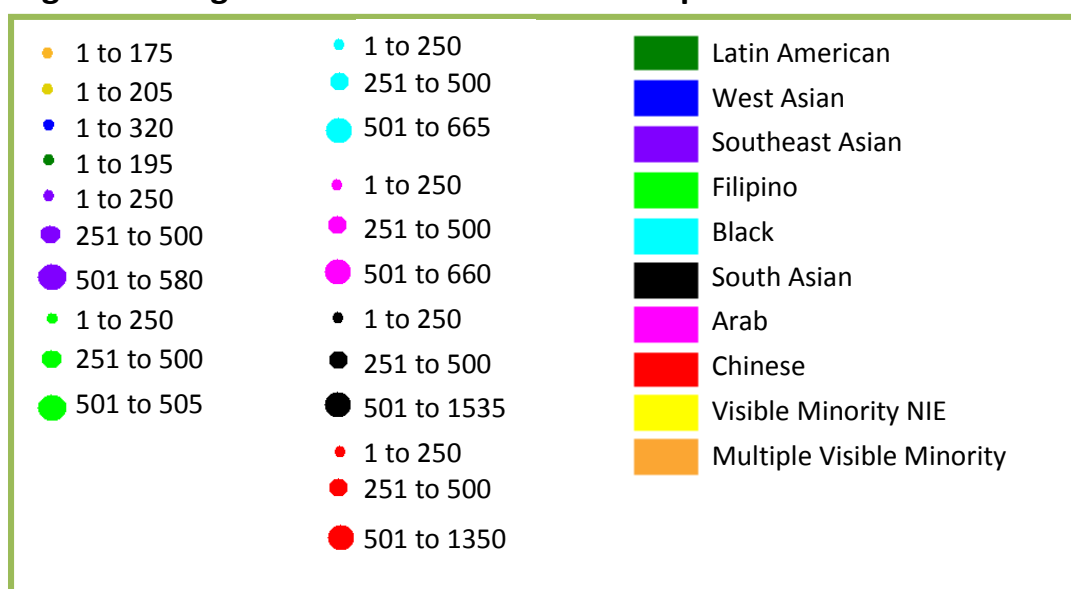 1 to 175
1 to 205
1 to 320
1 to 195
1 to 250
251 to 500
501 to 580
1 to 250
251 to 500
501 to 505
1 to 250
251 to 500
501 to 665
1 to 250
251 to 500
501 to 660
1 to 250
251 to 500
501 to 1535
1 to 250
251 to 500
501 to 1350
Latin American
West Asian
Southeast Asian
Filipino
Black
South Asian
Arab
Chinese
Visible Minority NIE
Multiple Visible Minority